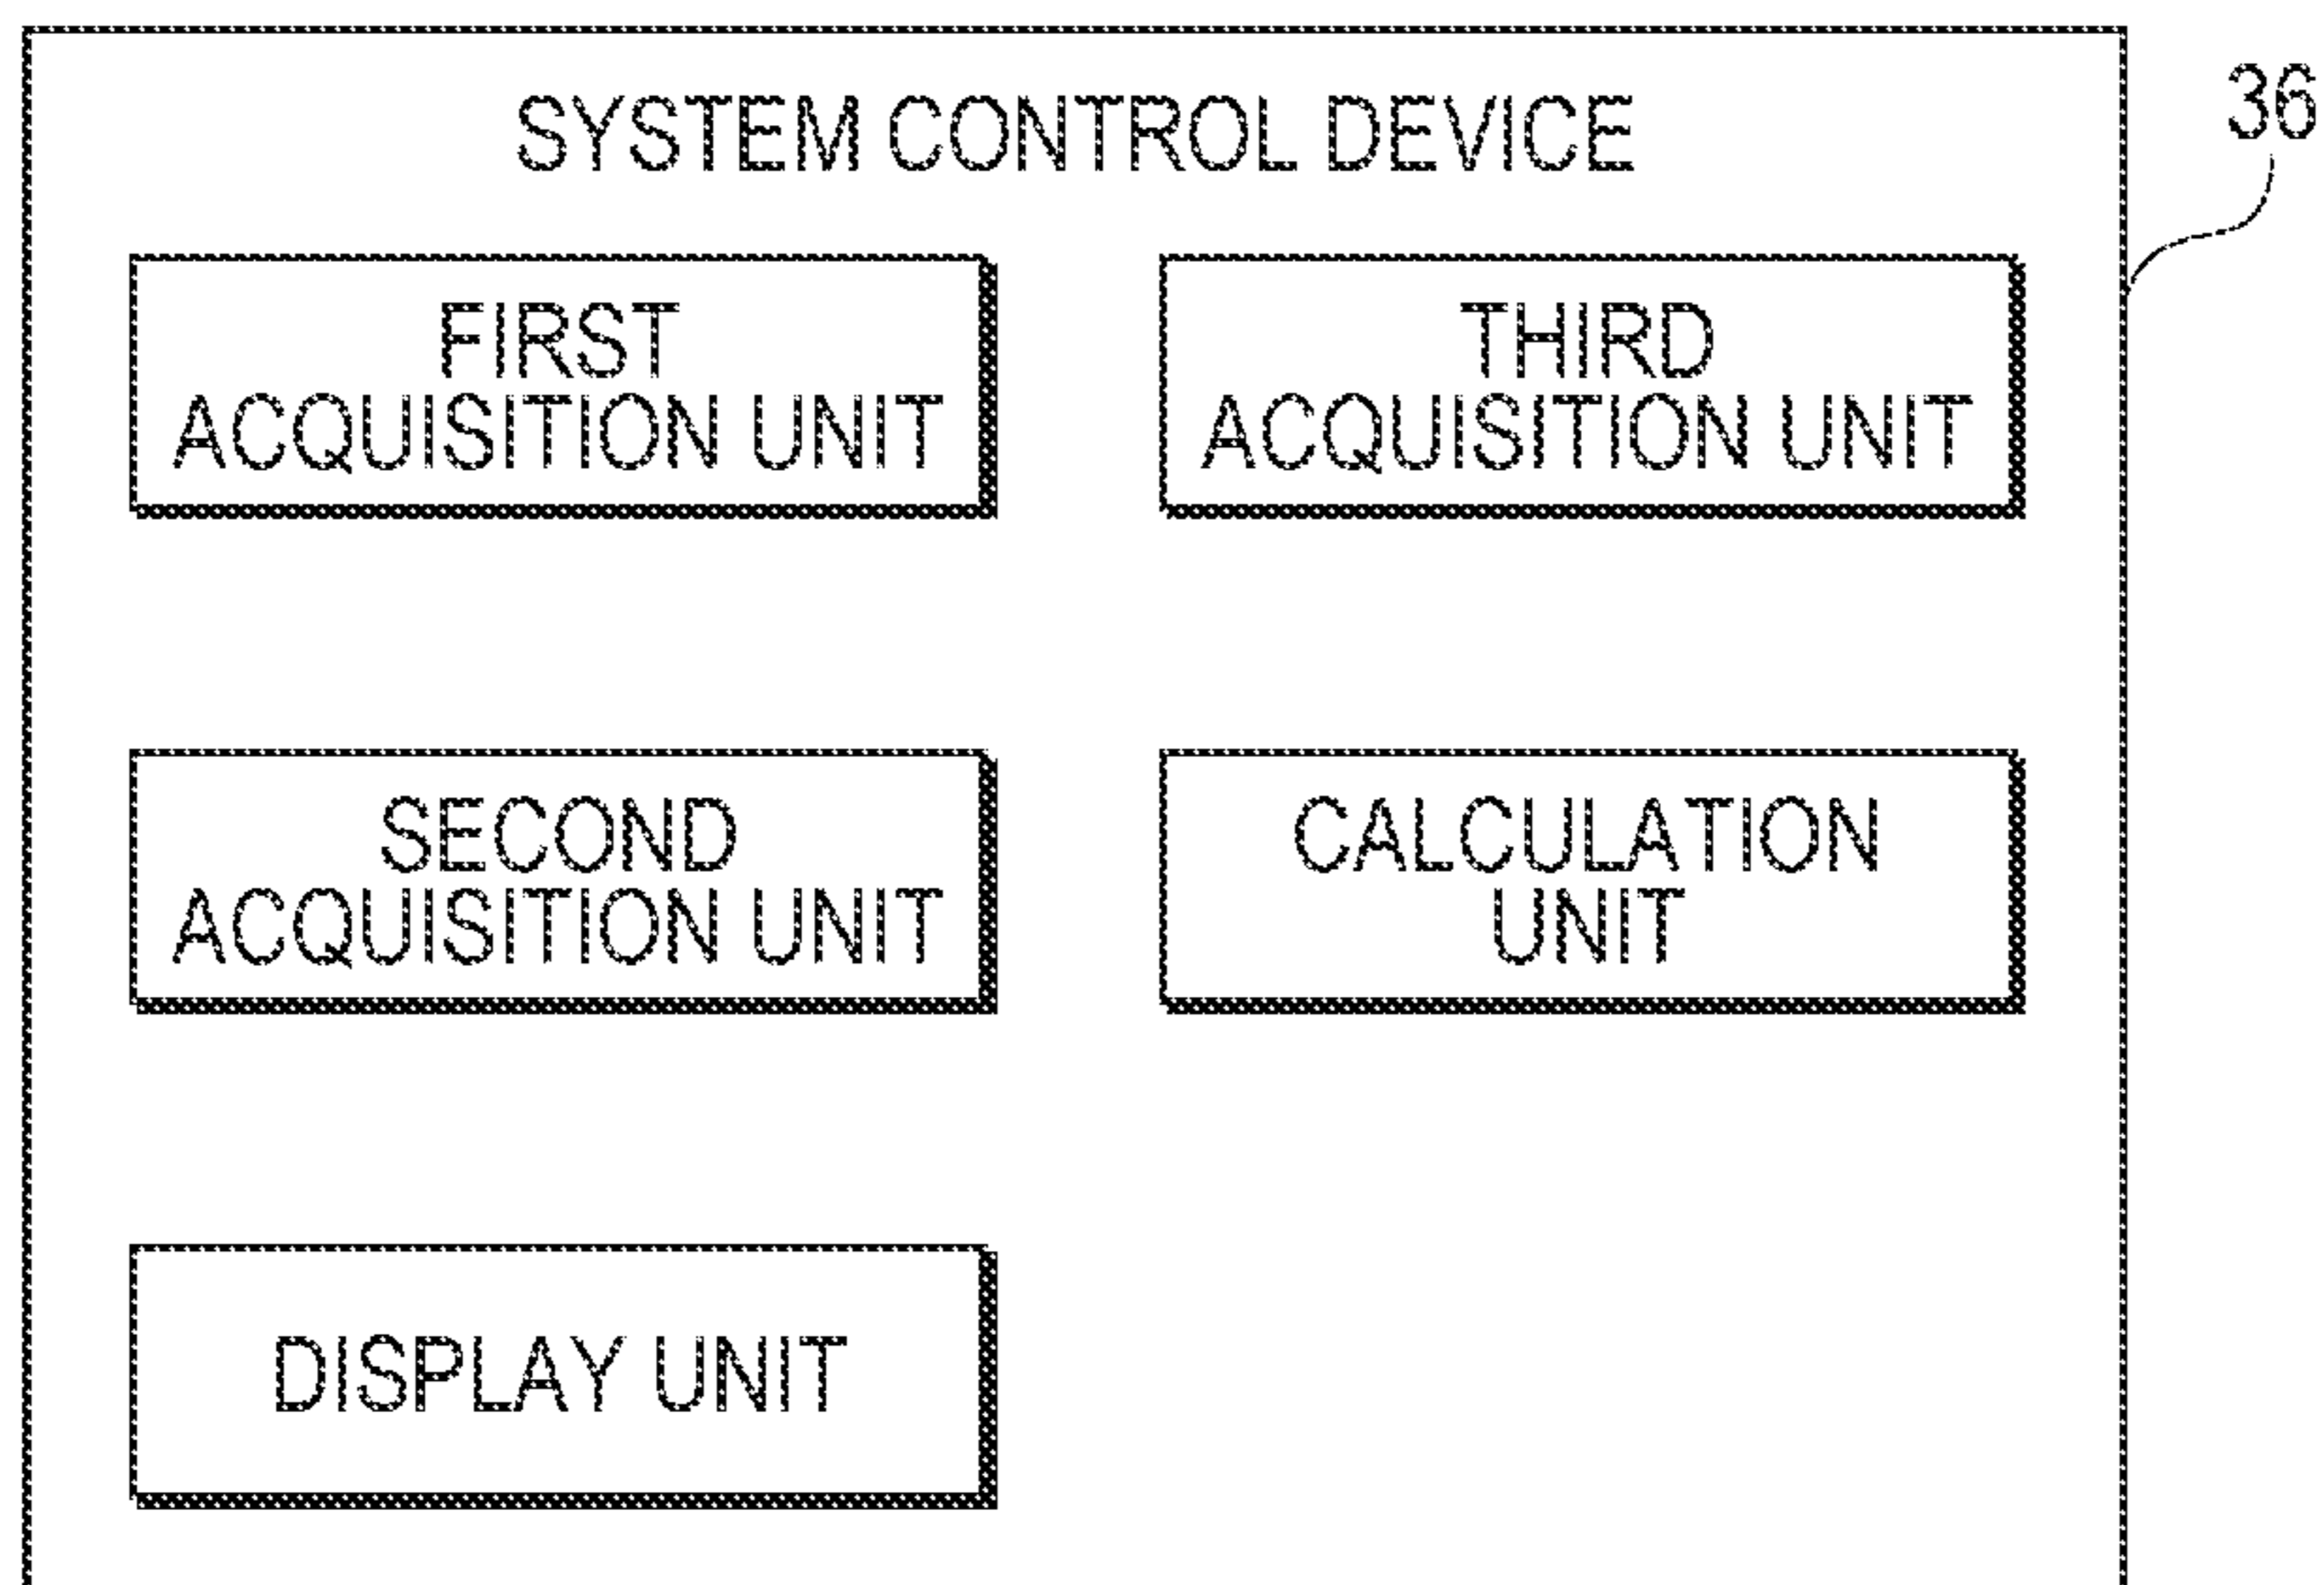 SYSTEM CONTROL DEVICE
36
FIRST
ACQUISITION UNIT
THIRD
ACQUISITION UNIT
SECOND
ACQUISITION UNIT
CALCULATION
UNIT
DISPLAY UNIT